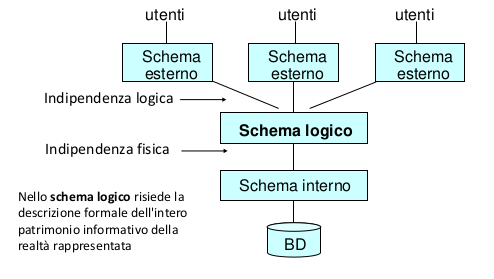 utenti utenti utenti
Schema esterno Schema esterno Schema esterno
Indipendenza logica
Schema logico
Indipendenza fisica
Schema interno
Nello schema logico risiede la
descrizione formale dell'intero
patrimonio informativo della
realtà rappresentata
BD